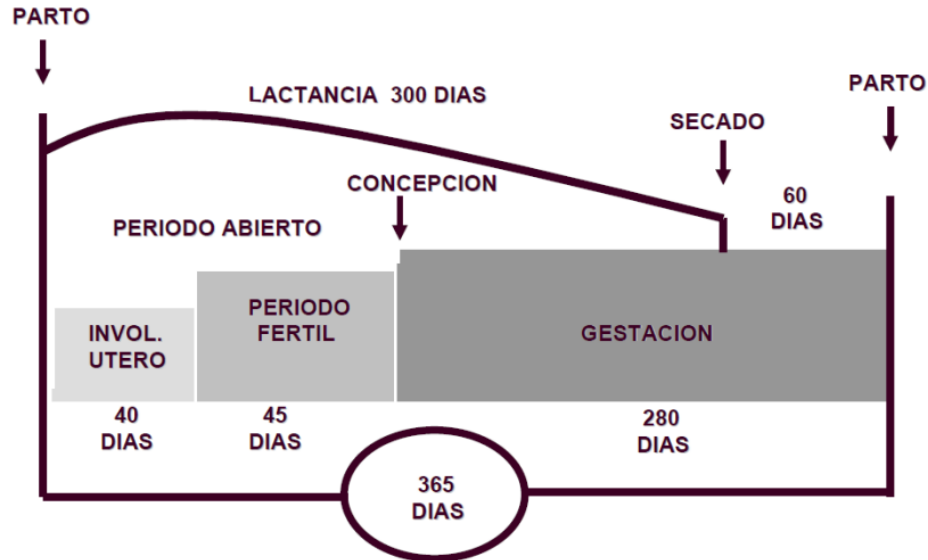 PARTO
LACTANCIA 300 DIAS
PARTO
SECADO
CONCEPCION
60
DIAS
PERIODO ABIERTO
INVOL.
UTERO
PERIODO
FERTIL
GESTACION
40
DIAS
45
DIAS
280
DIAS
365
DIAS